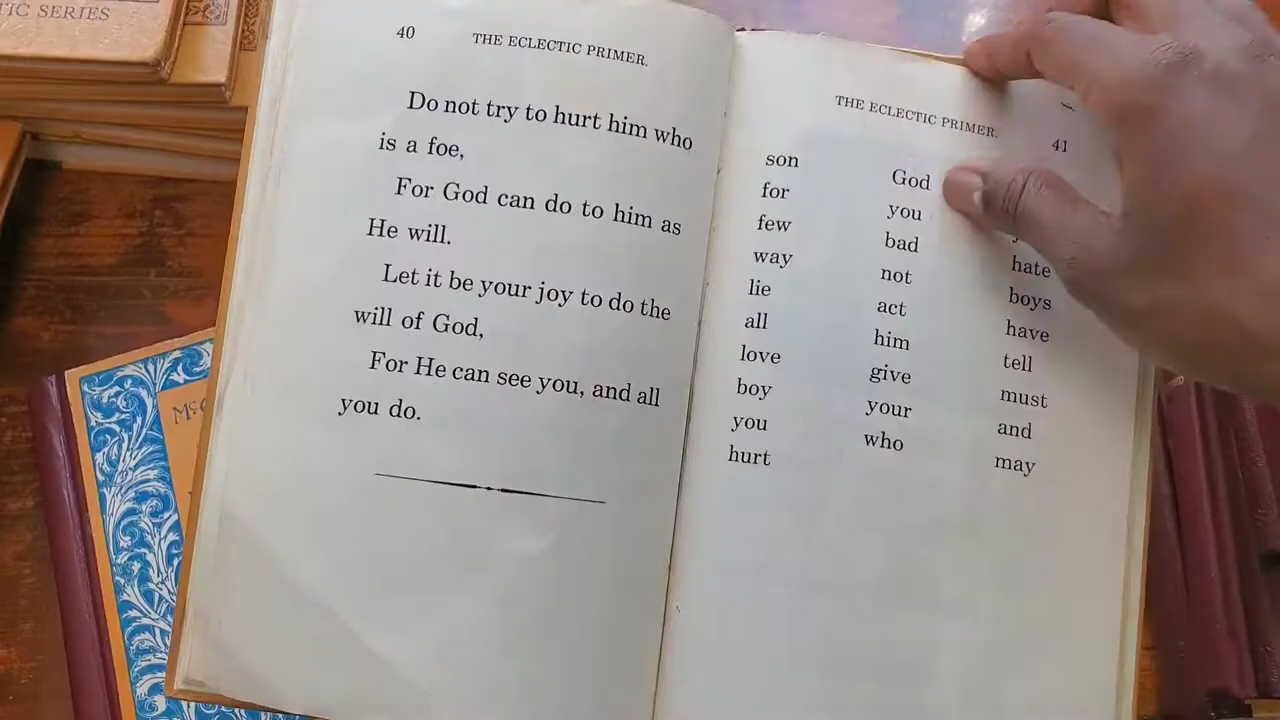 TIC SERIES
McG
40
THE ECLECTIC PRIMER.
Do not try to hurt him who
is a foe,
For God can do to him as
He will.
Let it be your joy to do the
will of God,
For He can see you, and all
you do.
THE ECLECTIC PRIMER.
41
son God
for you
few bad
way not hate
lie act boys
all him have
love give tell
boy your must
you who and
hurt may